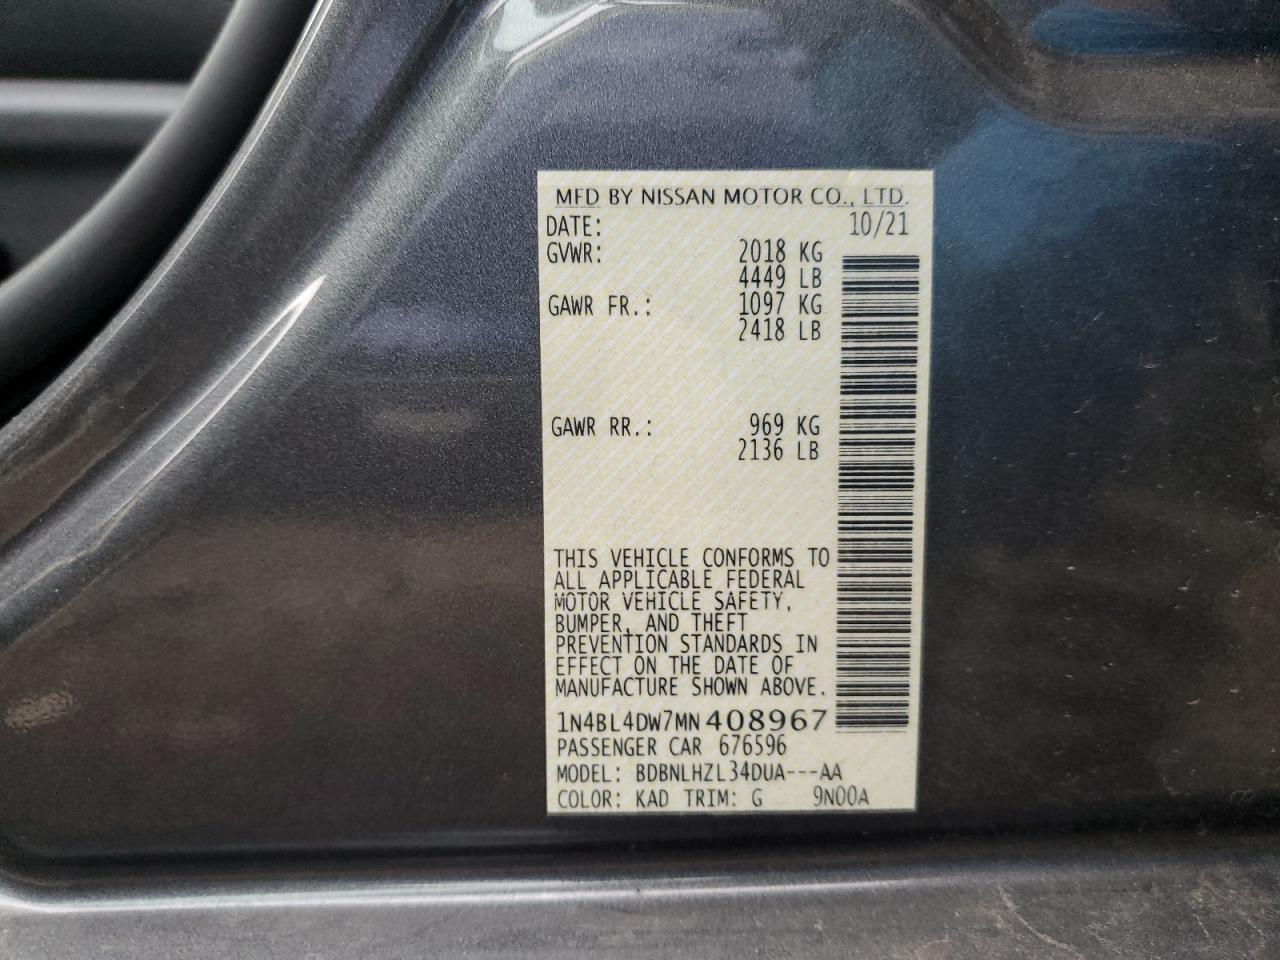 MFD BY NISSAN MOTOR CO., LTD.
DATE: 10/21
GVWR: 2018 KG
4449 LB
GAWR FR.: 1097 KG
2418 LB
GAWR RR.: 969 KG
2136 LB
THIS VEHICLE CONFORMS TO
ALL APPLICABLE FEDERAL
MOTOR VEHICLE SAFETY,
BUMPER, AND THEFT
PREVENTION STANDARDS IN
EFFECT ON THE DATE OF
MANUFACTURE SHOWN ABOVE.
1N4BL4DW7MN408967
PASSENGER CAR 676596
MODEL: BDBNLHZL34DUA---AA
COLOR: KAD TRIM: G 9N00A